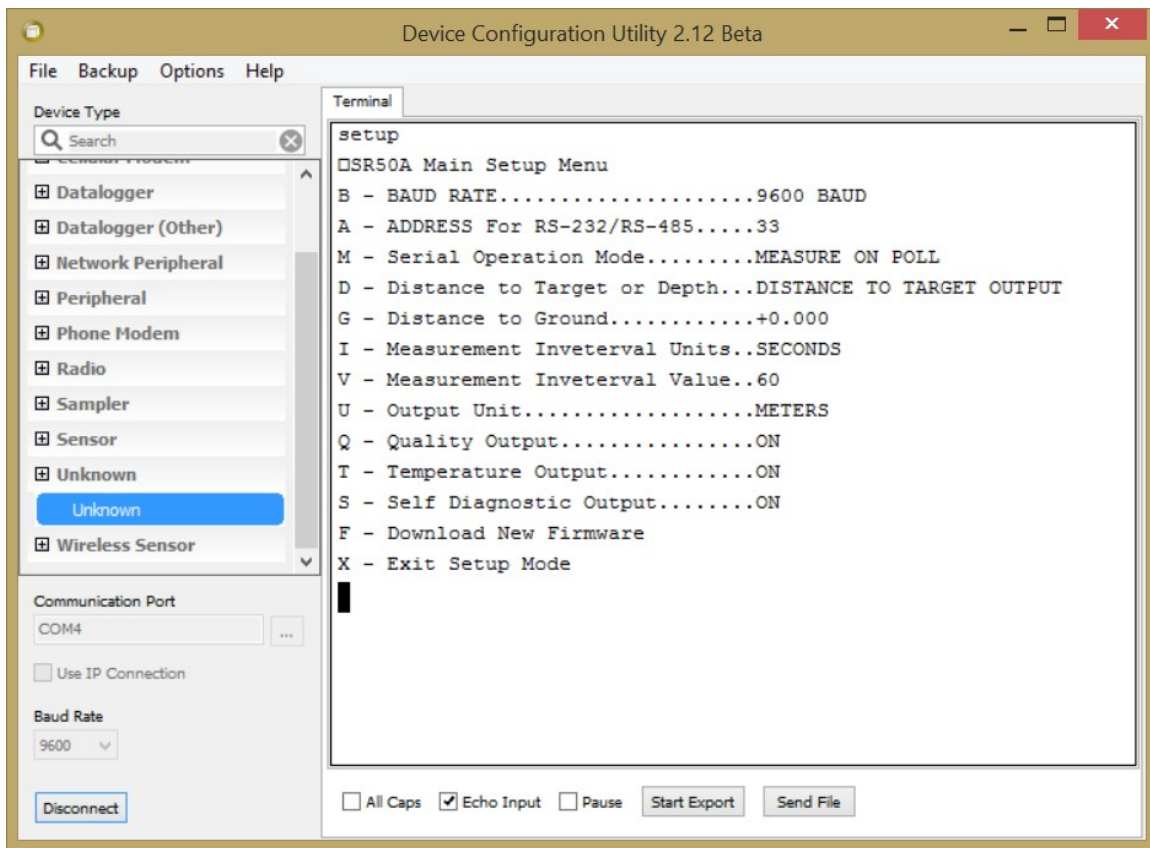 Device Configuration Utility 2.12 Beta
File Backup Options Help
Device Type
Search
Cellular Modem
Datalogger
Datalogger (Other)
Network Peripheral
Peripheral
Phone Modem
Radio
Sampler
Sensor
Unknown
Unknown
Wireless Sensor
Communication Port
COM4
...
Use IP Connection
Baud Rate
9600
Disconnect
Terminal
setup
□SR50A Main Setup Menu
B - BAUD RATE......................9600 BAUD
A - ADDRESS For RS-232/RS-485.....33
M - Serial Operation Mode.........MEASURE ON POLL
D - Distance to Target or Depth...DISTANCE TO TARGET OUTPUT
G - Distance to Ground............+0.000
I - Measurement Inveterval Units..SECONDS
V - Measurement Inveterval Value..60
U - Output Unit...................METERS
Q - Quality Output................ON
T - Temperature Output............ON
S - Self Diagnostic Output........ON
F - Download New Firmware
X - Exit Setup Mode
All Caps Echo Input Pause Start Export Send File